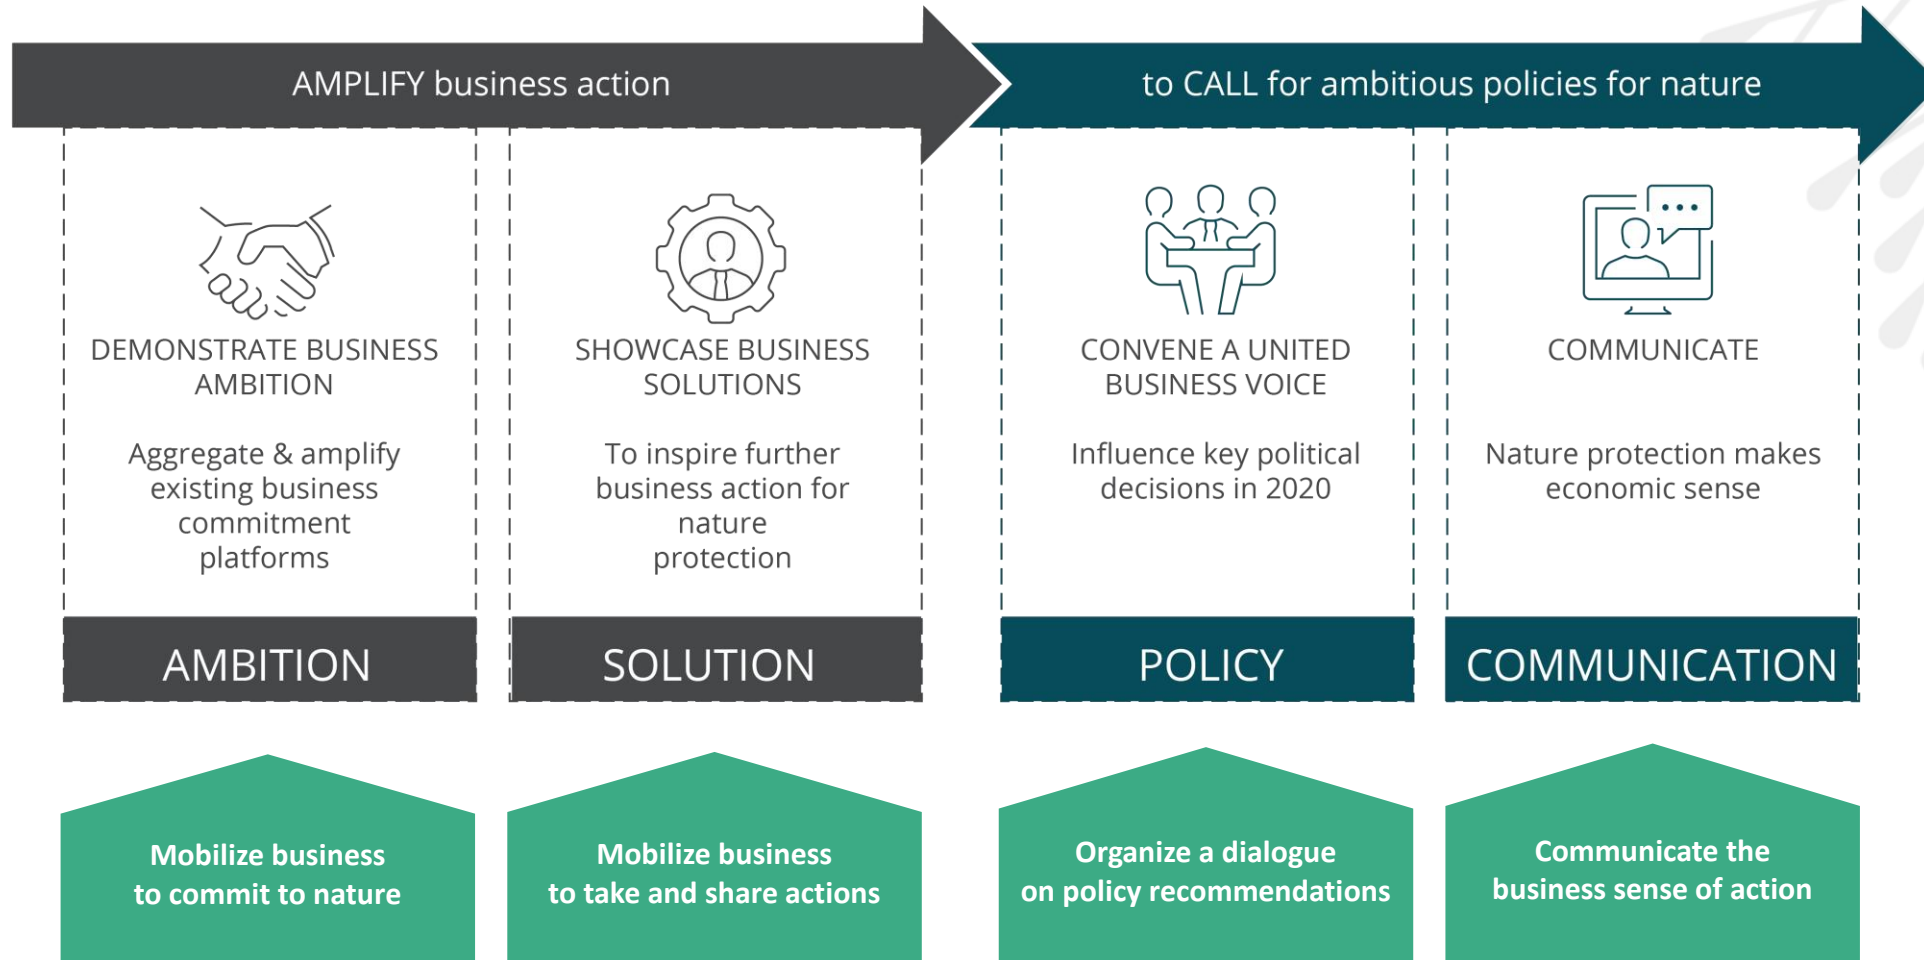 AMPLIFY business action
to CALL for ambitious policies for nature
DEMONSTRATE BUSINESS
AMBITION
Aggregate & amplify
existing business
commitment
platforms
AMBITION
SHOWCASE BUSINESS
SOLUTIONS
To inspire further
business action for
nature
protection
SOLUTION
CONVENE A UNITED
BUSINESS VOICE
Influence key political
decisions in 2020
POLICY
COMMUNICATE
Nature protection makes
economic sense
COMMUNICATION
Mobilize business
to commit to nature
Mobilize business
to take and share actions
Organize a dialogue
on policy recommendations
Communicate the
business sense of action